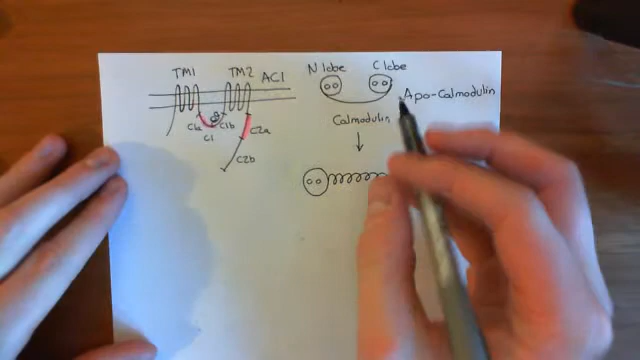 TM1
TM2
AC1
C1a
C1b
C1
C2a
C2b
N lobe
C lobe
Apo-Calmodulin
Calmodulin